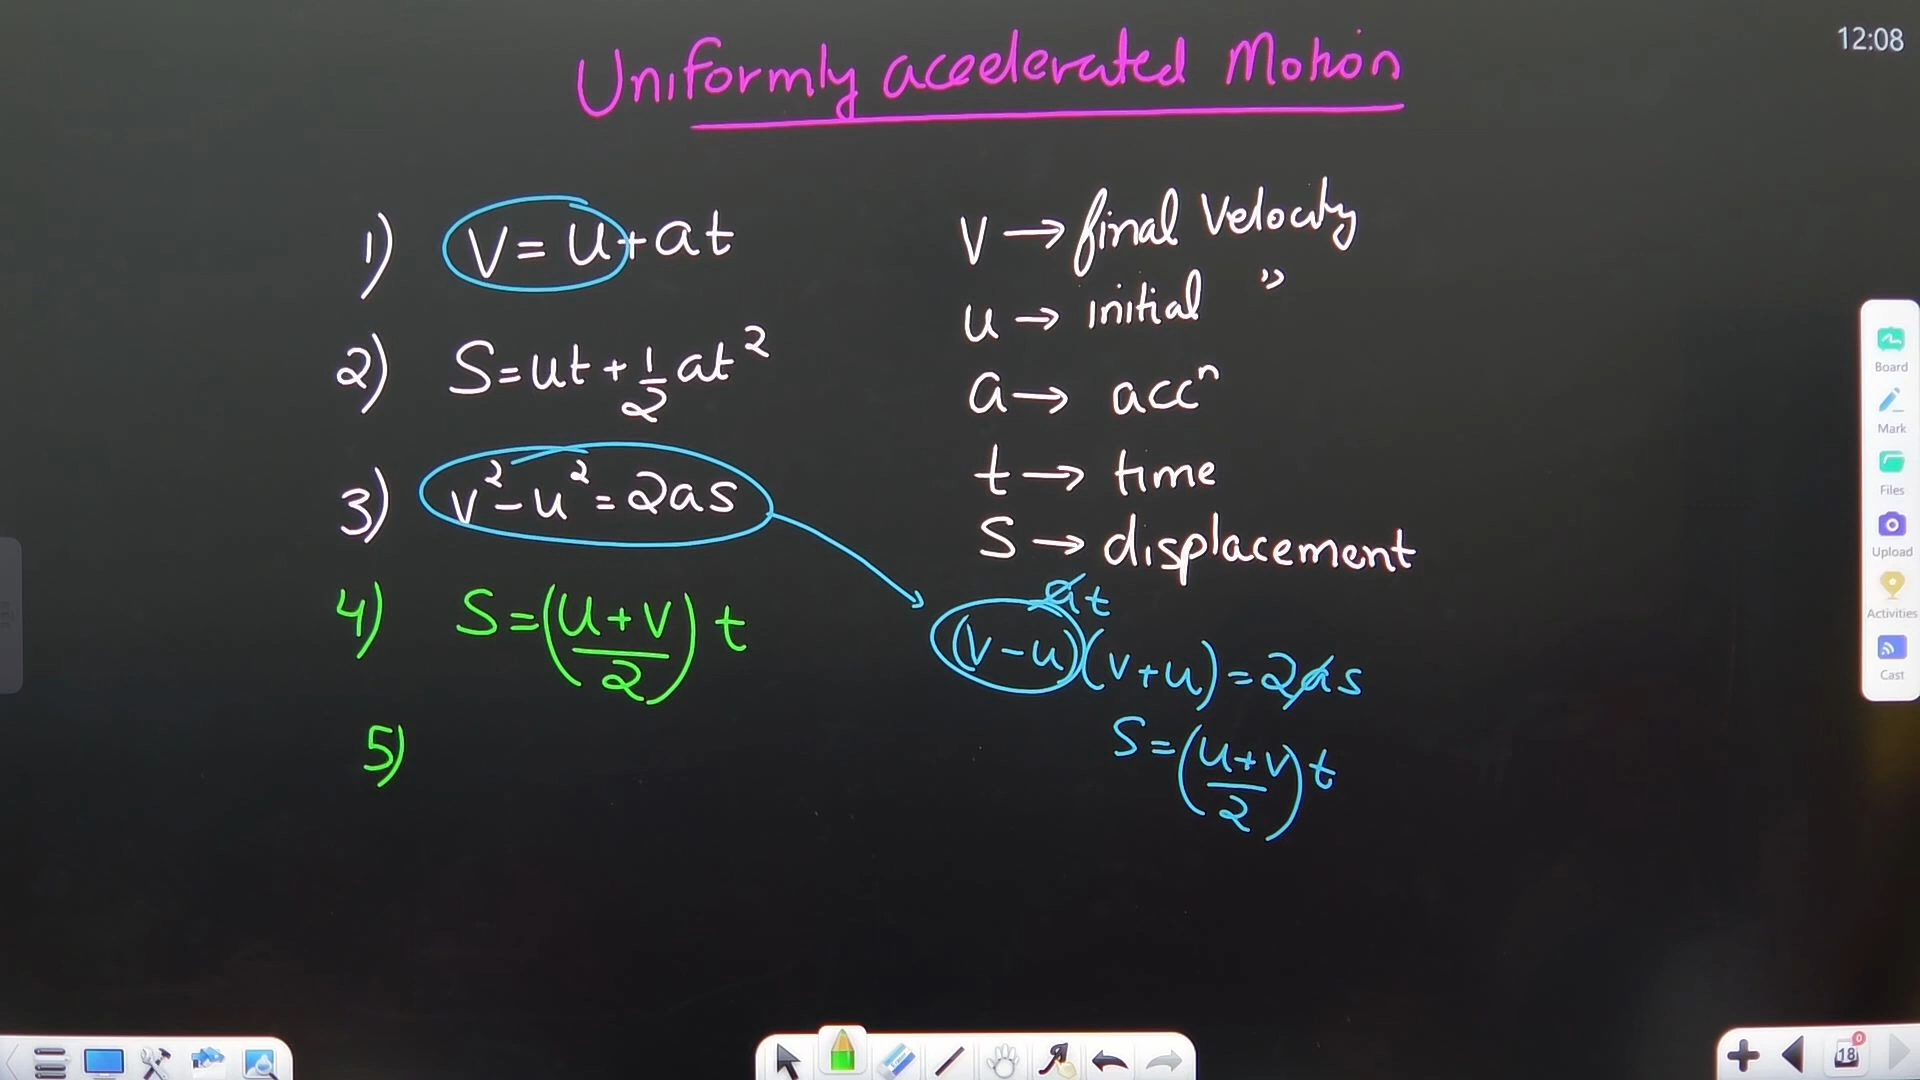 Uniformly accelerated Motion
12:08
1) V = u + at
2) S = ut + 1/2 at²
3) v² - u² = 2as
4) S = (u + v / 2) t
5)
V → final Velocity
u → initial "
a → accⁿ
t → time
S → displacement
at
(v - u)(v + u) = 2as
S = (u + v / 2) t
Board
Mark
Files
Upload
Activities
Cast
18
0